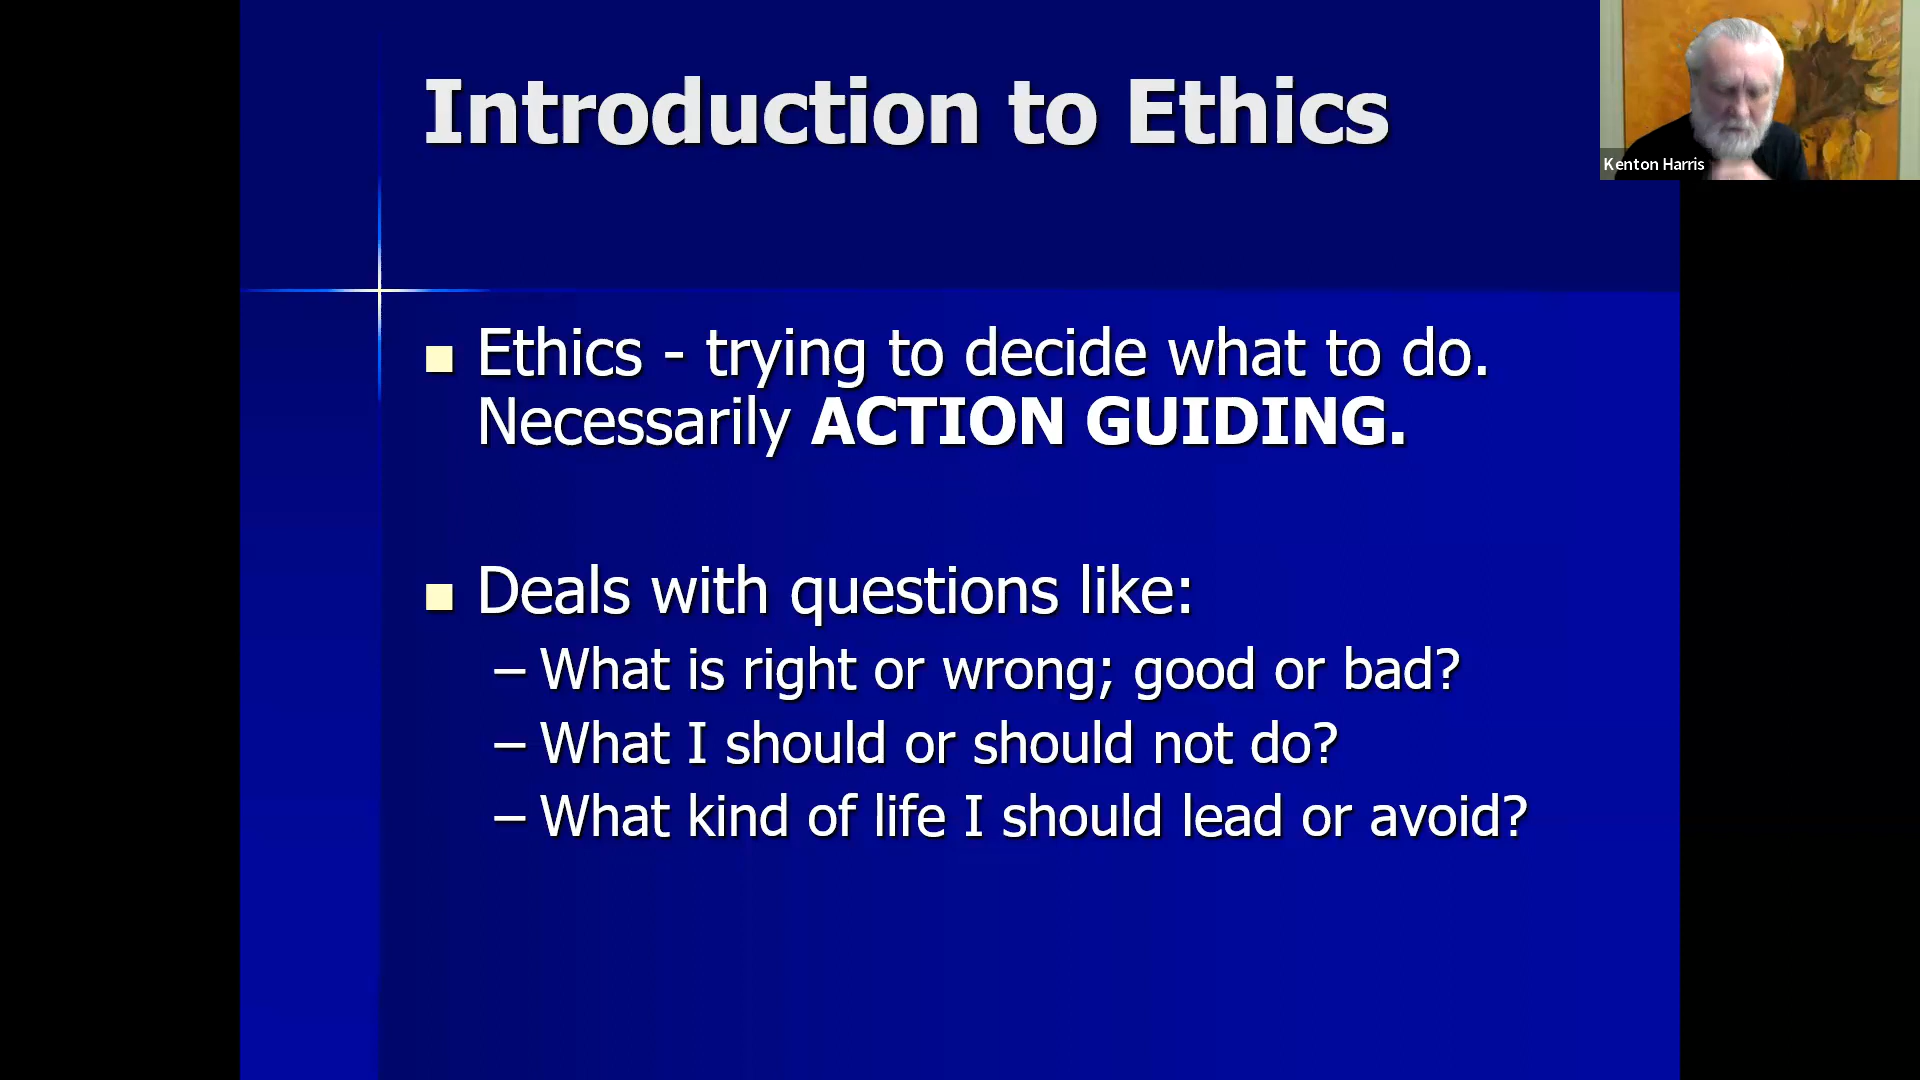 Introduction to Ethics
Kenton Harris
Ethics - trying to decide what to do.
Necessarily ACTION GUIDING.
Deals with questions like:
– What is right or wrong; good or bad?
– What I should or should not do?
– What kind of life I should lead or avoid?